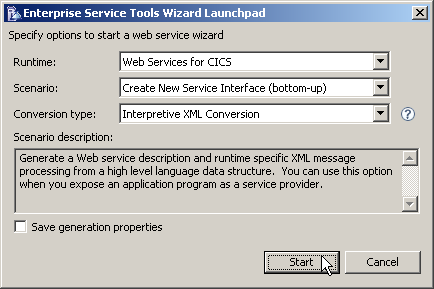 Enterprise Service Tools Wizard Launchpad
Specify options to start a web service wizard
Runtime: Web Services for CICS
Scenario: Create New Service Interface (bottom-up)
Conversion type: Interpretive XML Conversion ?
Scenario description:
Generate a Web service description and runtime specific XML message
processing from a high level language data structure. You can use this option
when you expose an application program as a service provider.
Save generation properties
Start Cancel